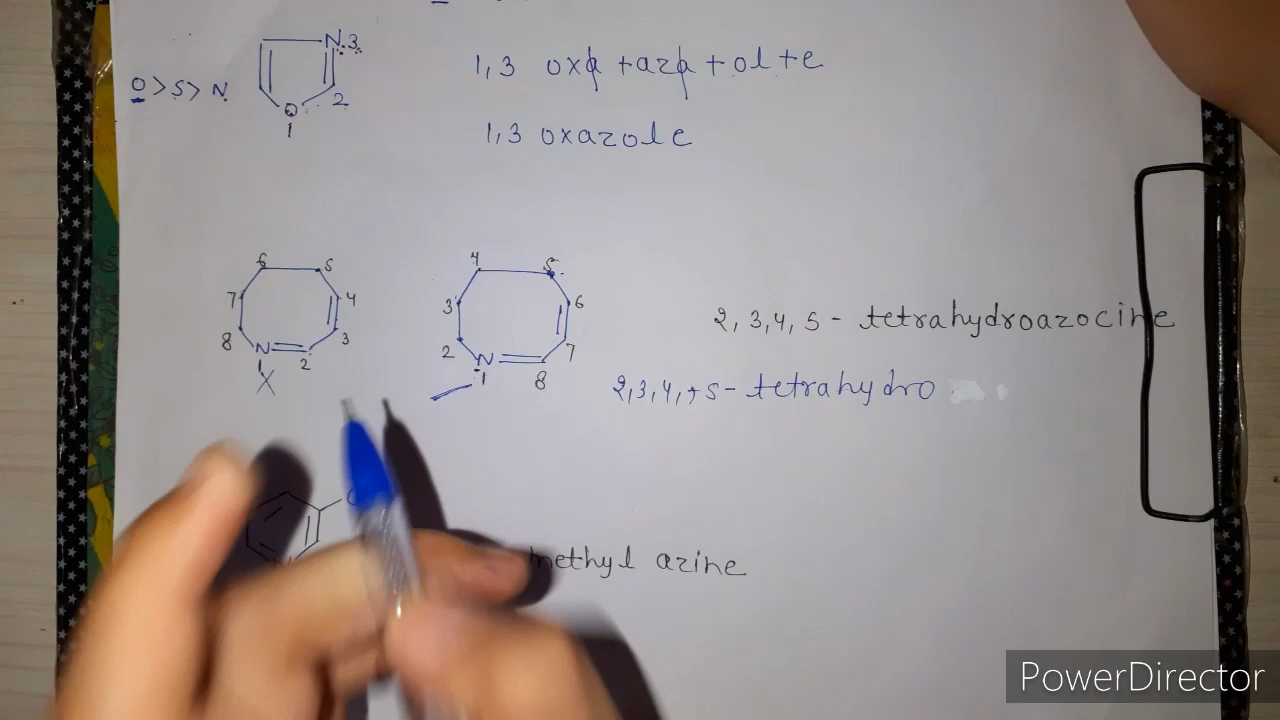 O > S > N
N 3
O 2
1
1,3 oxa + aza + ol + e
1,3 oxazole
6 5
7 4
8 3
N 2
1
X
4 5
3 6
2 7
N 8
1
2,3,4,5 - tetrahydroazocine
2,3,4,5 - tetrahydro
methyl azine
PowerDirector